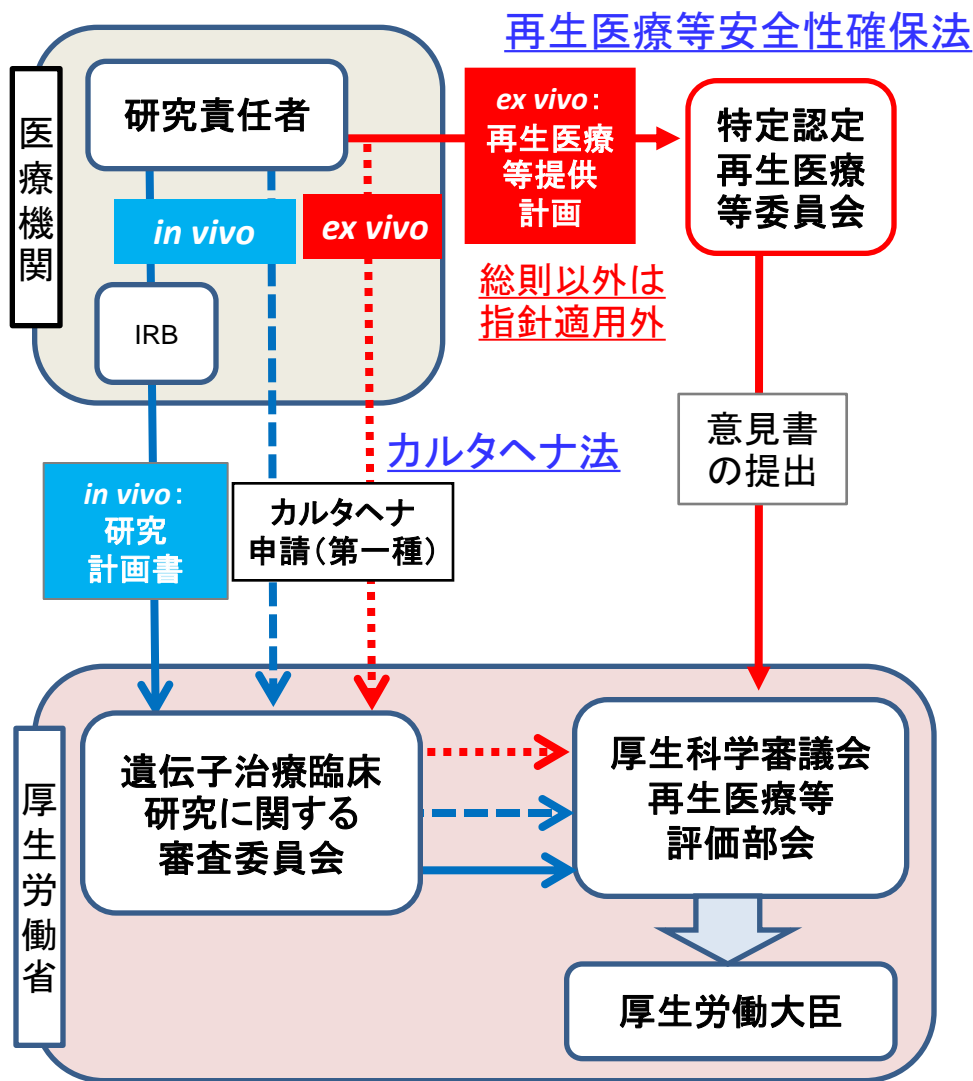 再生医療等安全性確保法
医療機関
研究責任者
ex vivo:
再生医療
等提供
計画
特定認定
再生医療
等委員会
in vivo
ex vivo
総則以外は
指針適用外
IRB
カルタヘナ法
意見書
の提出
in vivo:
研究
計画書
カルタヘナ
申請(第一種)
厚生労働省
遺伝子治療臨床
研究に関する
審査委員会
厚生科学審議会
再生医療等
評価部会
厚生労働大臣